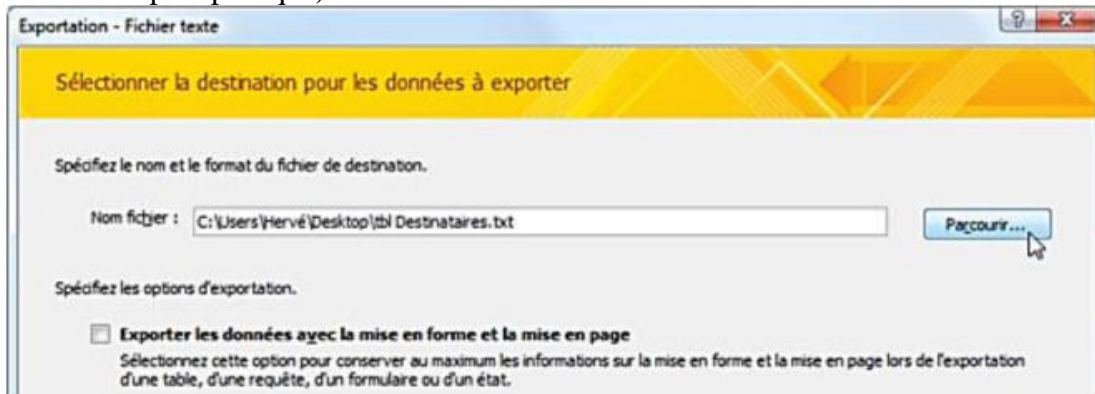 Exportation - Fichier texte
Sélectionner la destination pour les données à exporter
Spécifiez le nom et le format du fichier de destination.
Nom fichier : C:\Users\Hervé\Desktop\tbl Destinataires.txt Parcourir...
Spécifiez les options d'exportation.
Exporter les données avec la mise en forme et la mise en page
Sélectionnez cette option pour conserver au maximum les informations sur la mise en forme et la mise en page lors de l'exportation
d'une table, d'une requête, d'un formulaire ou d'un état.